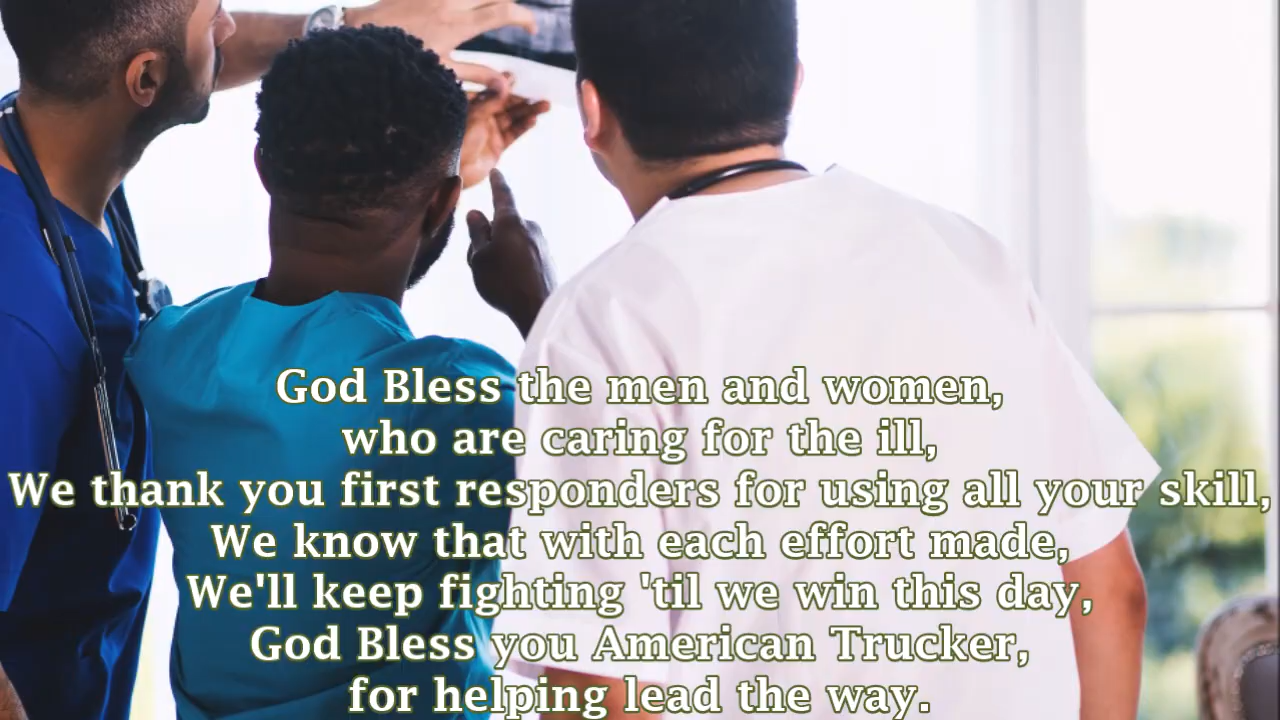 God Bless the men and women,
who are caring for the ill,
We thank you first responders for using all your skill,
We know that with each effort made,
We'll keep fighting 'til we win this day,
God Bless you American Trucker,
for helping lead the way.